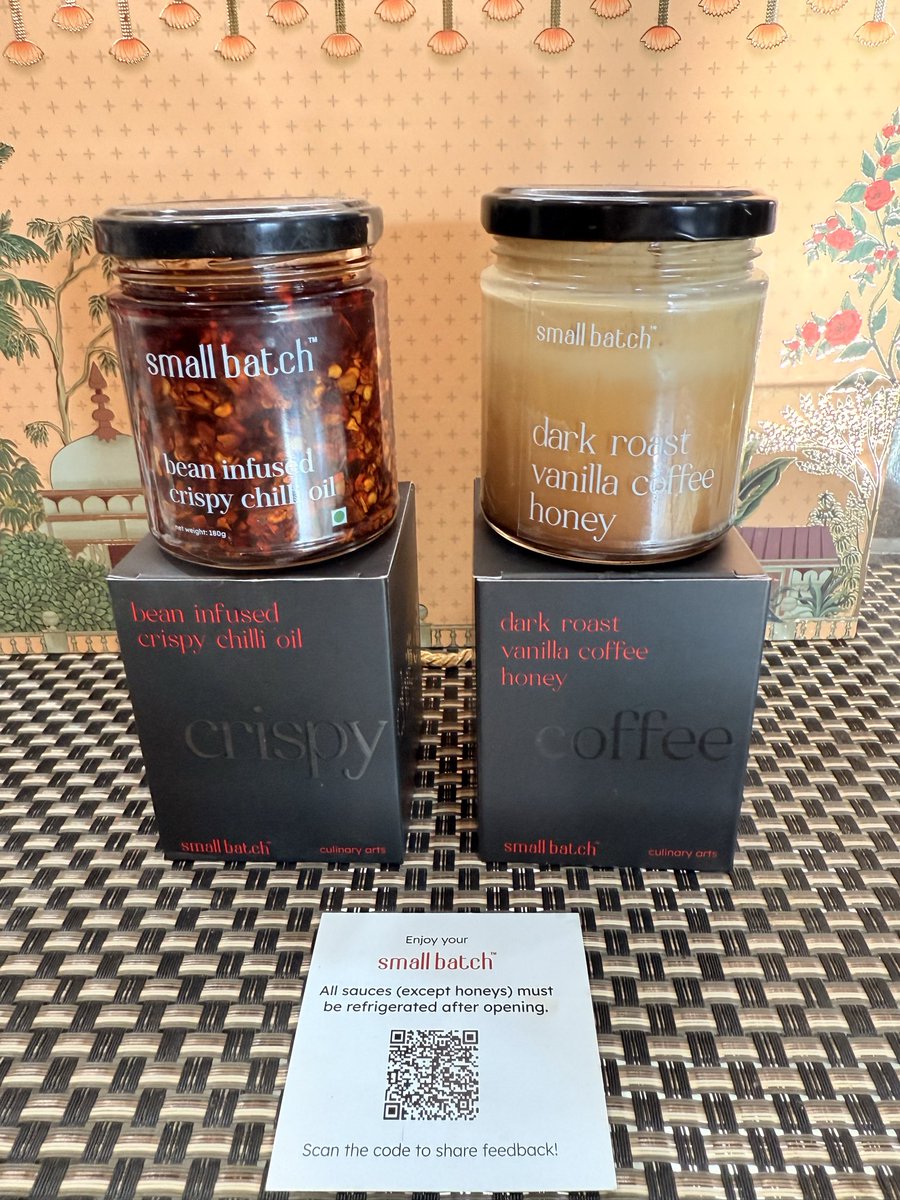 small batch™
bean infused
crispy chilli oil
net weight: 180g
small batch™
dark roast
vanilla coffee
honey
bean infused
crispy chilli oil
crispy
small batch™
culinary arts
dark roast
vanilla coffee
honey
coffee
small batch™
culinary arts
Enjoy your
small batch™
All sauces (except honeys) must
be refrigerated after opening.
Scan the code to share feedback!